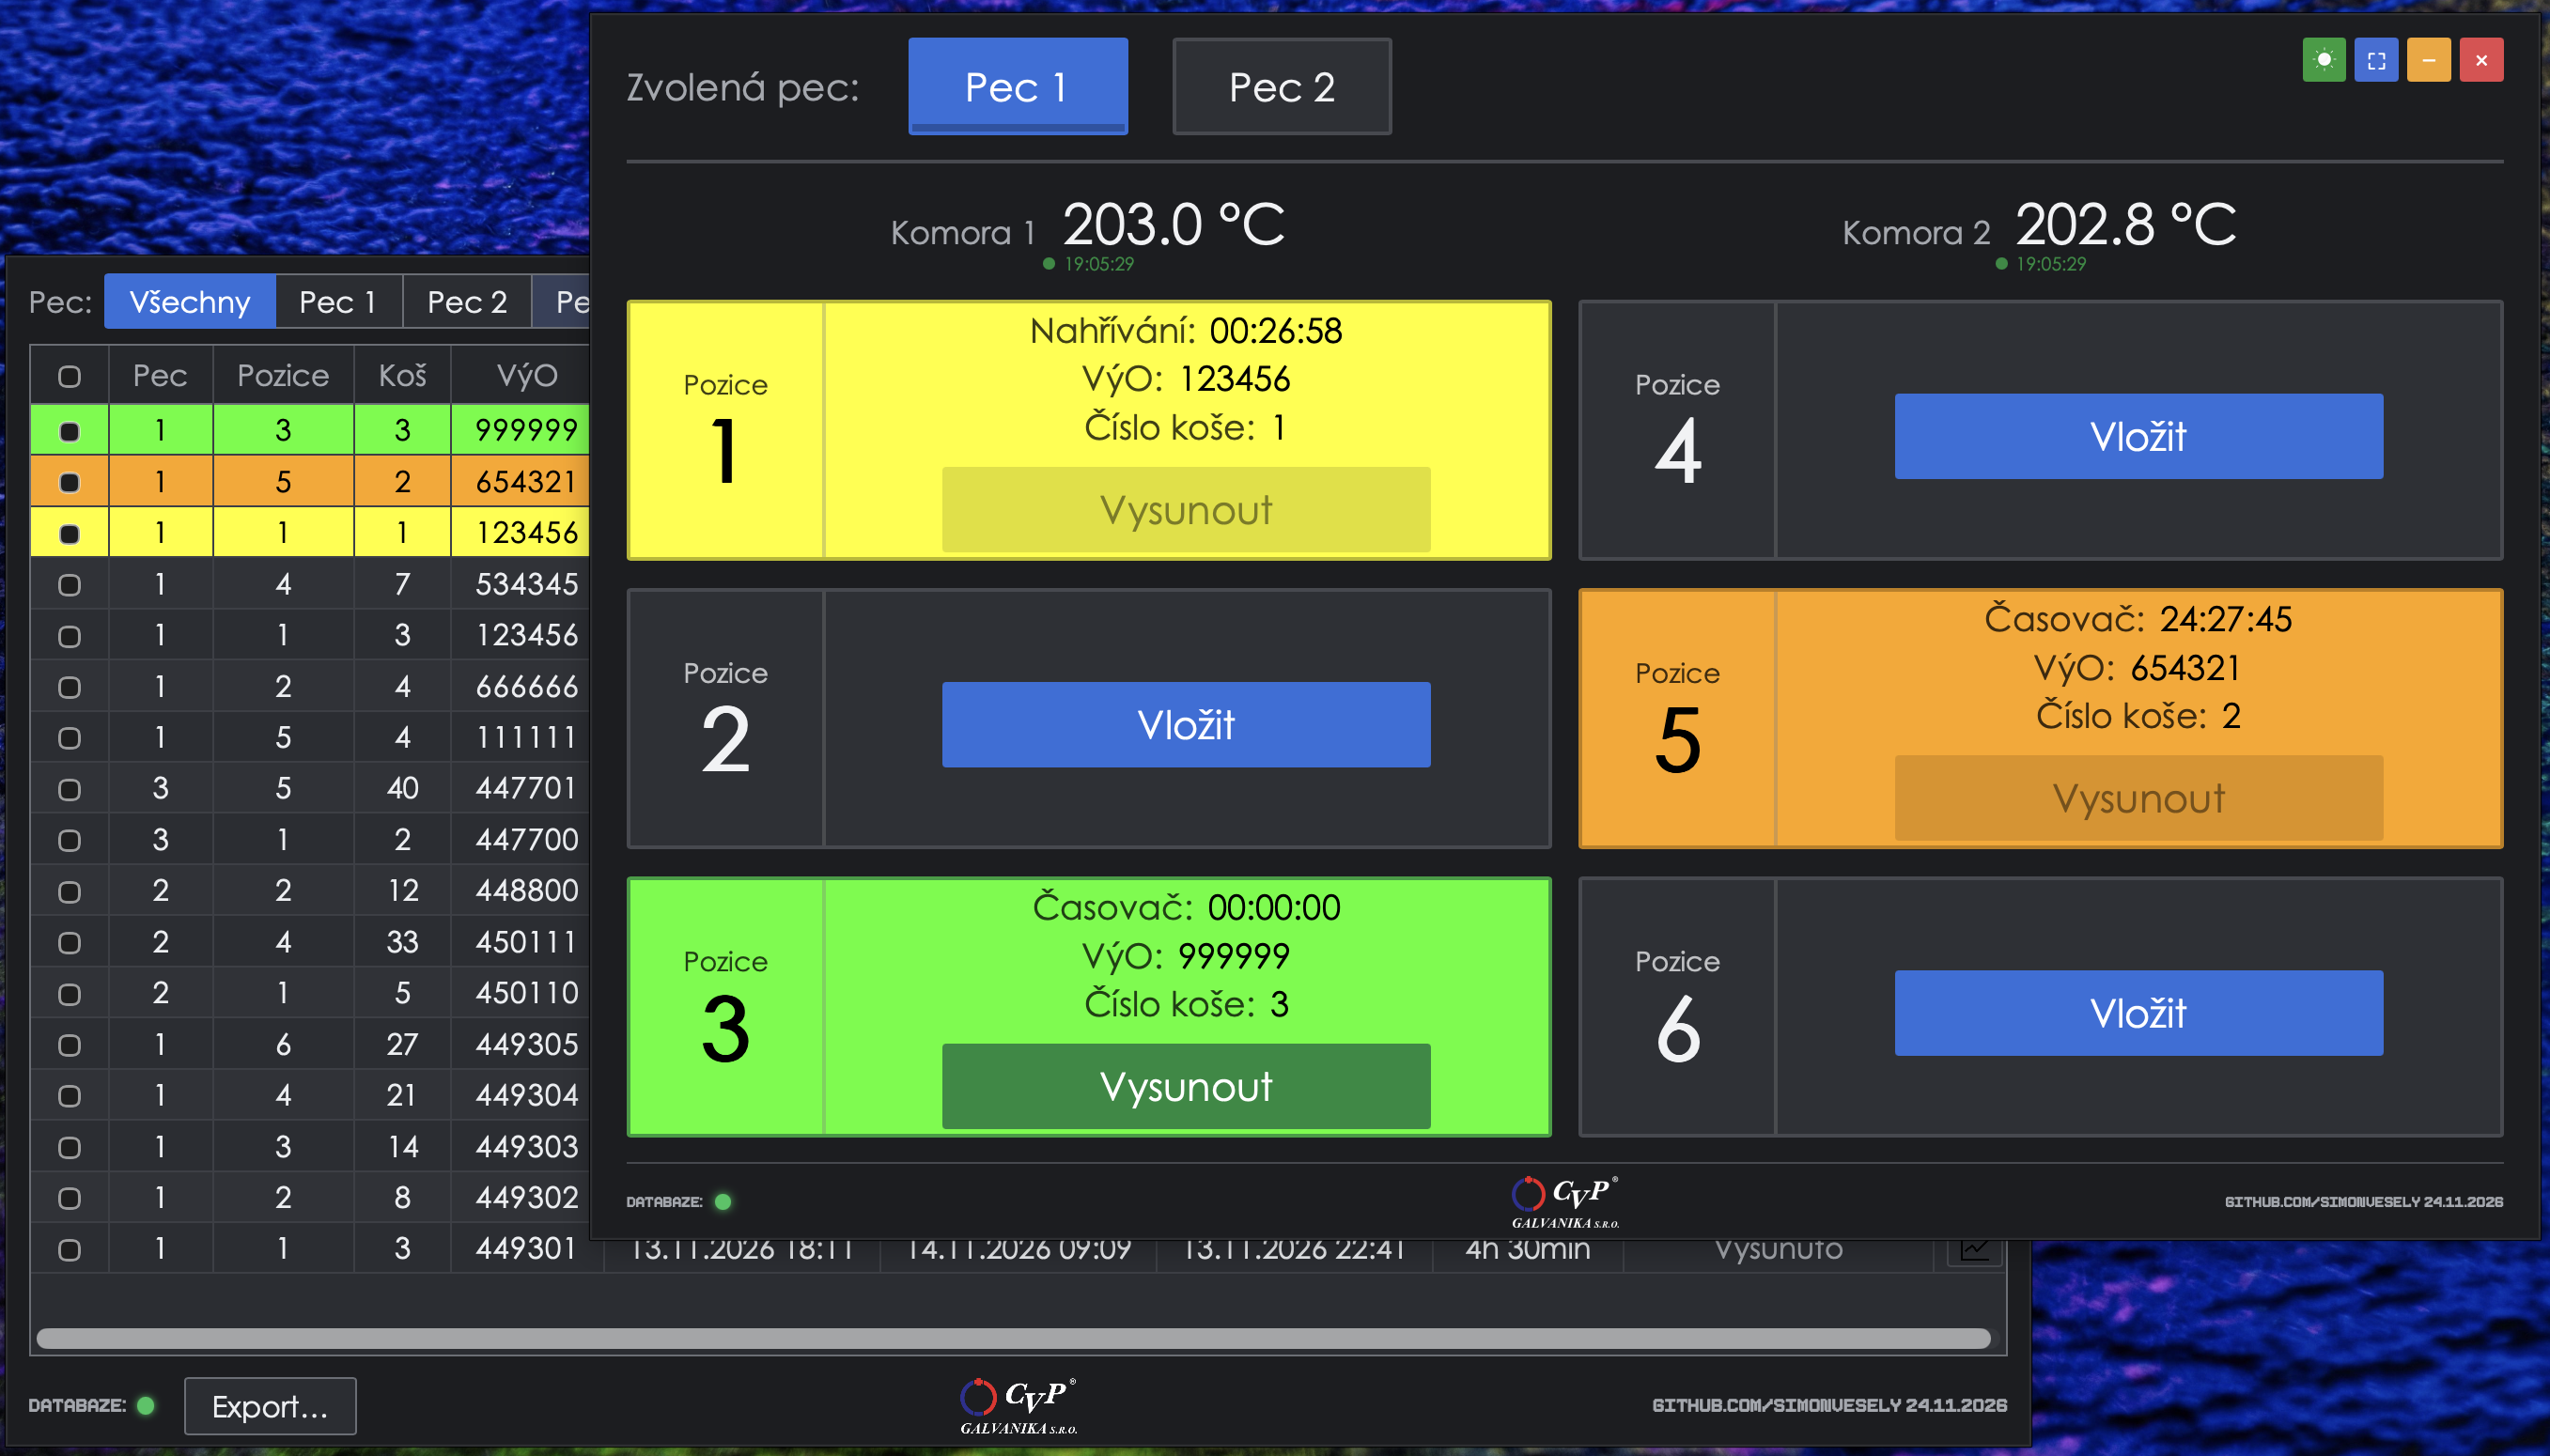 Zvolená pec: Pec 1 Pec 2
Komora 1 203.0 °C
19:05:29
Komora 2 202.8 °C
19:05:29
Pozice
1
Nahřívání: 00:26:58
VýO: 123456
Číslo koše: 1
Vysunout
Pozice
4
Vložit
Pozice
2
Vložit
Pozice
5
Časovač: 24:27:45
VýO: 654321
Číslo koše: 2
Vysunout
Pozice
3
Časovač: 00:00:00
VýO: 999999
Číslo koše: 3
Vysunout
Pozice
6
Vložit
DATABAZE:
CVP®
GALVANIKA S.R.O.
GITHUB.COM/SIMONVESELY 24.11.2026
Pec: Všechny Pec 1 Pec 2 Pe
Pec Pozice Koš VýO
1 3 3 999999
1 5 2 654321
1 1 1 123456
1 4 7 534345
1 1 3 123456
1 2 4 666666
1 5 4 111111
3 5 40 447701
3 1 2 447700
2 2 12 448800
2 4 33 450111
2 1 5 450110
1 6 27 449305
1 4 21 449304
1 3 14 449303
1 2 8 449302
1 1 3 449301 13.11.2026 18:11 14.11.2026 09:09 13.11.2026 22:41 4h 30min Vysunuto
DATABAZE: Export...
CVP®
GALVANIKA S.R.O.
GITHUB.COM/SIMONVESELY 24.11.2026